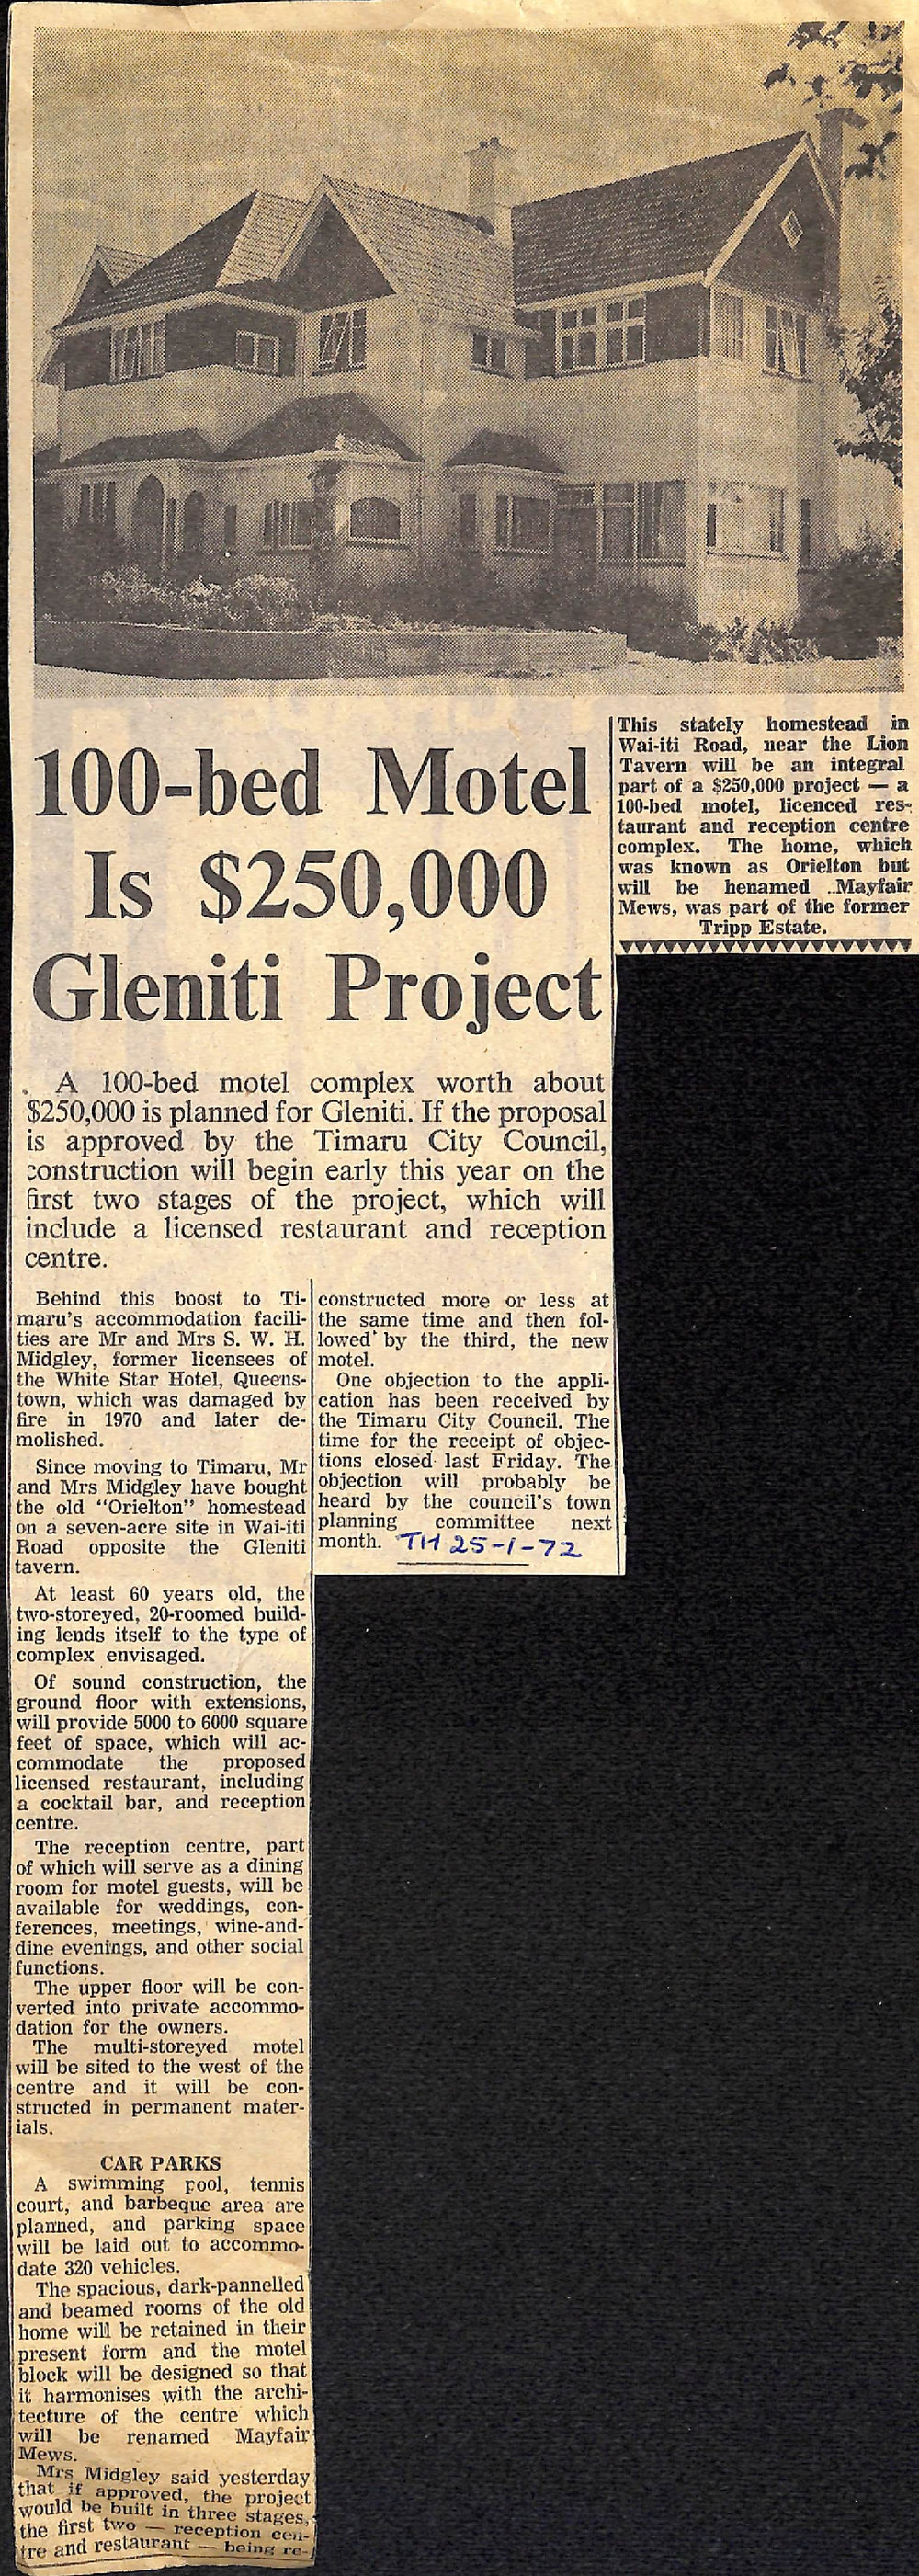 100-bed Motel
Is $250,000
Gleniti Project
This stately homestead in
Wai-iti Road, near the Lion
Tavern will be an integral
part of a $250,000 project — a
100-bed motel, licenced res-
taurant and reception centre
complex. The home, which
was known as Orielton but
will be henamed ..Mayfair
Mews, was part of the former
Tripp Estate.
A 100-bed motel complex worth about
$250,000 is planned for Gleniti. If the proposal
is approved by the Timaru City Council,
construction will begin early this year on the
first two stages of the project, which will
include a licensed restaurant and reception
centre.
Behind this boost to Ti-
maru's accommodation facili-
ties are Mr and Mrs S. W. H.
Midgley, former licensees of
the White Star Hotel, Queens-
town, which was damaged by
fire in 1970 and later de-
molished.
Since moving to Timaru, Mr
and Mrs Midgley have bought
the old "Orielton" homestead
on a seven-acre site in Wai-iti
Road opposite the Gleniti
tavern.
At least 60 years old, the
two-storeyed, 20-roomed build-
ing lends itself to the type of
complex envisaged.
Of sound construction, the
ground floor with extensions,
will provide 5000 to 6000 square
feet of space, which will ac-
commodate the proposed
licensed restaurant, including
a cocktail bar, and reception
centre.
The reception centre, part
of which will serve as a dining
room for motel guests, will be
available for weddings, con-
ferences, meetings, wine-and-
dine evenings, and other social
functions.
The upper floor will be con-
verted into private accommo-
dation for the owners.
The multi-storeyed motel
will be sited to the west of the
centre and it will be con-
structed in permanent mater-
ials.
CAR PARKS
A swimming pool, tennis
court, and barbeque area are
planned, and parking space
will be laid out to accommo-
date 320 vehicles.
The spacious, dark-pannelled
and beamed rooms of the old
home will be retained in their
present form and the motel
block will be designed so that
it harmonises with the archi-
tecture of the centre which
will be renamed Mayfair
Mews.
Mrs Midgley said yesterday
that if approved, the project
would be built in three stages,
the first two — reception cen-
tre and restaurant — being re-
constructed more or less at
the same time and then fol-
lowed by the third, the new
motel.
One objection to the appli-
cation has been received by
the Timaru City Council. The
time for the receipt of objec-
tions closed last Friday. The
objection will probably be
heard by the council's town
planning committee next
month. TH 25-1-72